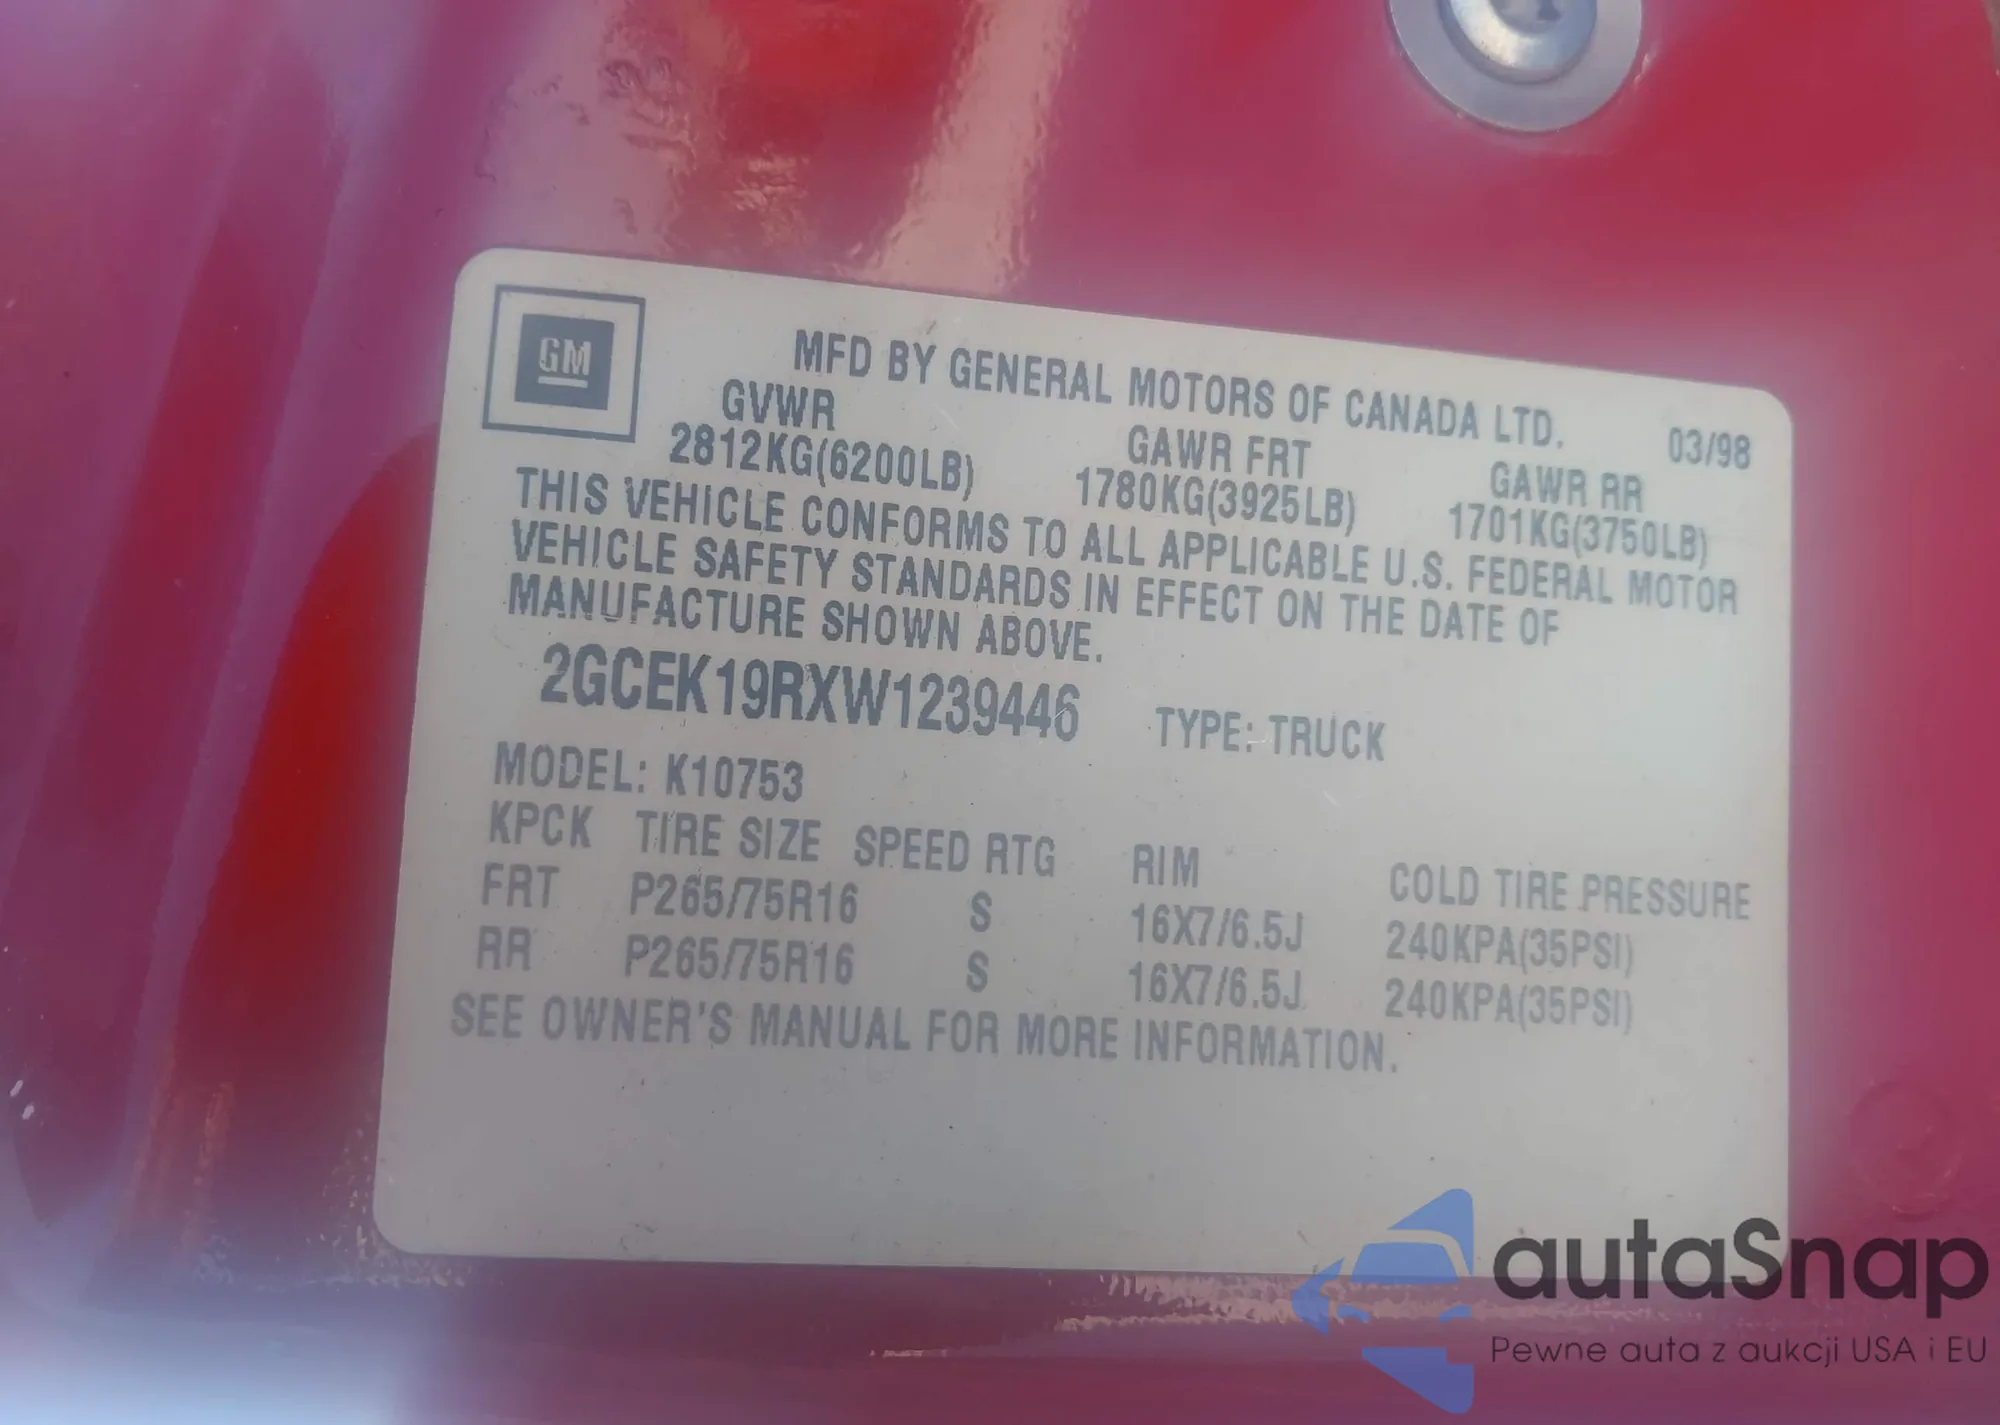 GM
MFD BY GENERAL MOTORS OF CANADA LTD.
03/98
GVWR GAWR FRT GAWR RR
2812KG(6200LB) 1780KG(3925LB) 1701KG(3750LB)
THIS VEHICLE CONFORMS TO ALL APPLICABLE U.S. FEDERAL MOTOR
VEHICLE SAFETY STANDARDS IN EFFECT ON THE DATE OF
MANUFACTURE SHOWN ABOVE.
2GCEK19RXW1239446 TYPE: TRUCK
MODEL: K10753
KPCK TIRE SIZE SPEED RTG RIM COLD TIRE PRESSURE
FRT P265/75R16 S 16X7/6.5J 240KPA(35PSI)
RR P265/75R16 S 16X7/6.5J 240KPA(35PSI)
SEE OWNER'S MANUAL FOR MORE INFORMATION.
autaSnap
Pewne auta z aukcji USA i EU